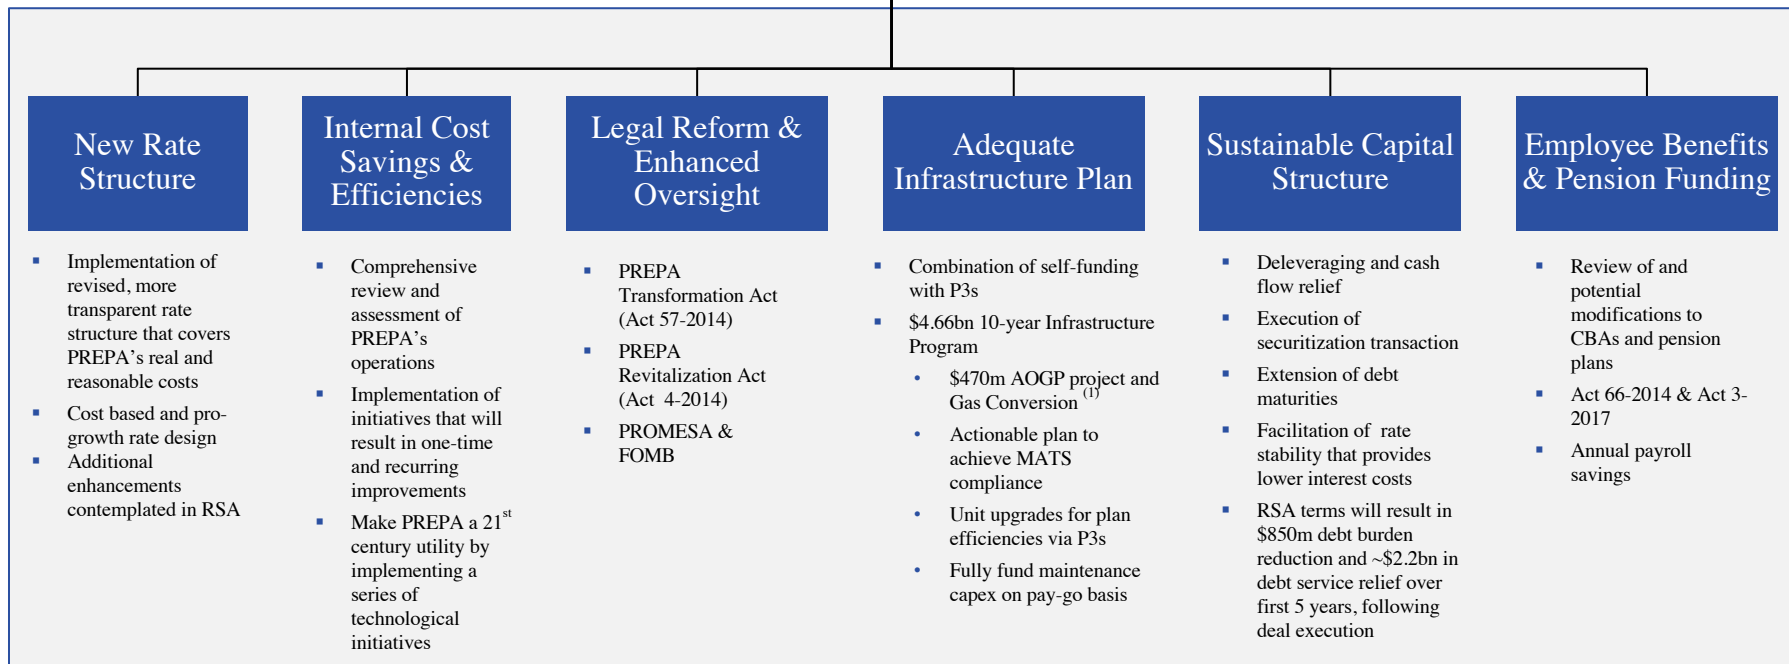 New Rate
Structure
Internal Cost
Savings &
Efficiencies
Legal Reform &
Enhanced
Oversight
Adequate
Infrastructure Plan
Sustainable Capital
Structure
Employee Benefits
& Pension Funding
▪ Implementation of
revised, more
transparent rate
structure that covers
PREPA’s real and
reasonable costs
▪ Cost based and pro-
growth rate design
▪ Additional
enhancements
contemplated in RSA
▪ Comprehensive
review and
assessment of
PREPA’s
operations
▪ Implementation of
initiatives that will
result in one-time
and recurring
improvements
▪ Make PREPA a 21st
century utility by
implementing a
series of
technological
initiatives
▪ PREPA
Transformation Act
(Act 57-2014)
▪ PREPA
Revitalization Act
(Act 4-2014)
▪ PROMESA &
FOMB
▪ Combination of self-funding
with P3s
▪ $4.66bn 10-year Infrastructure
Program
• $470m AOGP project and
Gas Conversion (1)
• Actionable plan to
achieve MATS
compliance
• Unit upgrades for plan
efficiencies via P3s
• Fully fund maintenance
capex on pay-go basis
▪ Deleveraging and cash
flow relief
▪ Execution of
securitization transaction
▪ Extension of debt
maturities
▪ Facilitation of rate
stability that provides
lower interest costs
▪ RSA terms will result in
$850m debt burden
reduction and ~$2.2bn in
debt service relief over
first 5 years, following
deal execution
▪ Review of and
potential
modifications to
CBAs and pension
plans
▪ Act 66-2014 & Act 3-
2017
▪ Annual payroll
savings